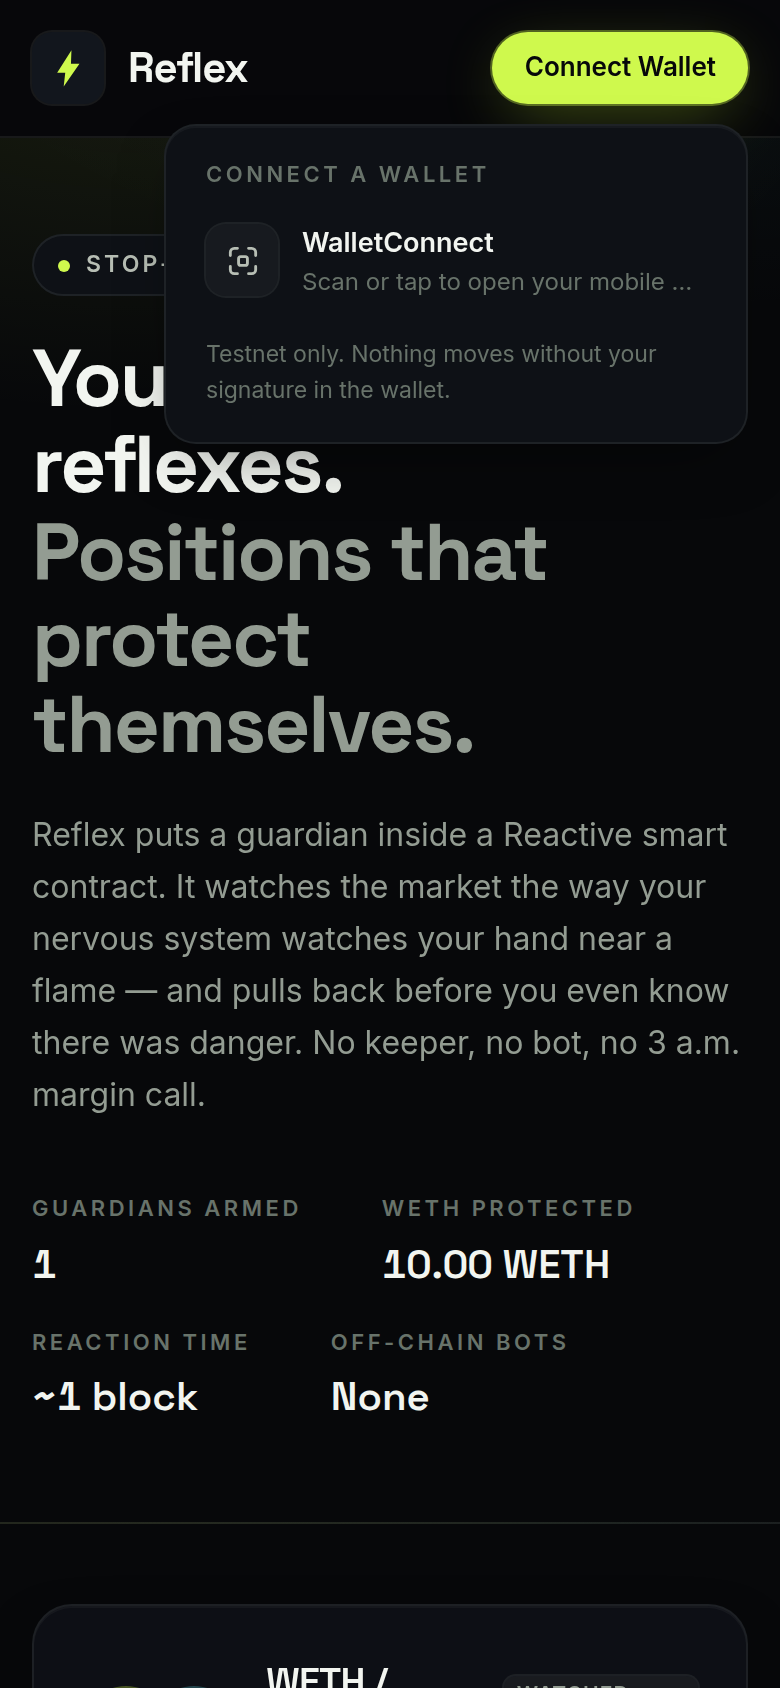 Reflex
Connect Wallet
CONNECT A WALLET
WalletConnect
Scan or tap to open your mobile ...
Testnet only. Nothing moves without your
signature in the wallet.
STOP-
You
reflexes.
Positions that
protect
themselves.
Reflex puts a guardian inside a Reactive smart
contract. It watches the market the way your
nervous system watches your hand near a
flame — and pulls back before you even know
there was danger. No keeper, no bot, no 3 a.m.
margin call.
GUARDIANS ARMED
WETH PROTECTED
1
10.00 WETH
REACTION TIME
OFF-CHAIN BOTS
~1 block
None
WETH /
WATCHED